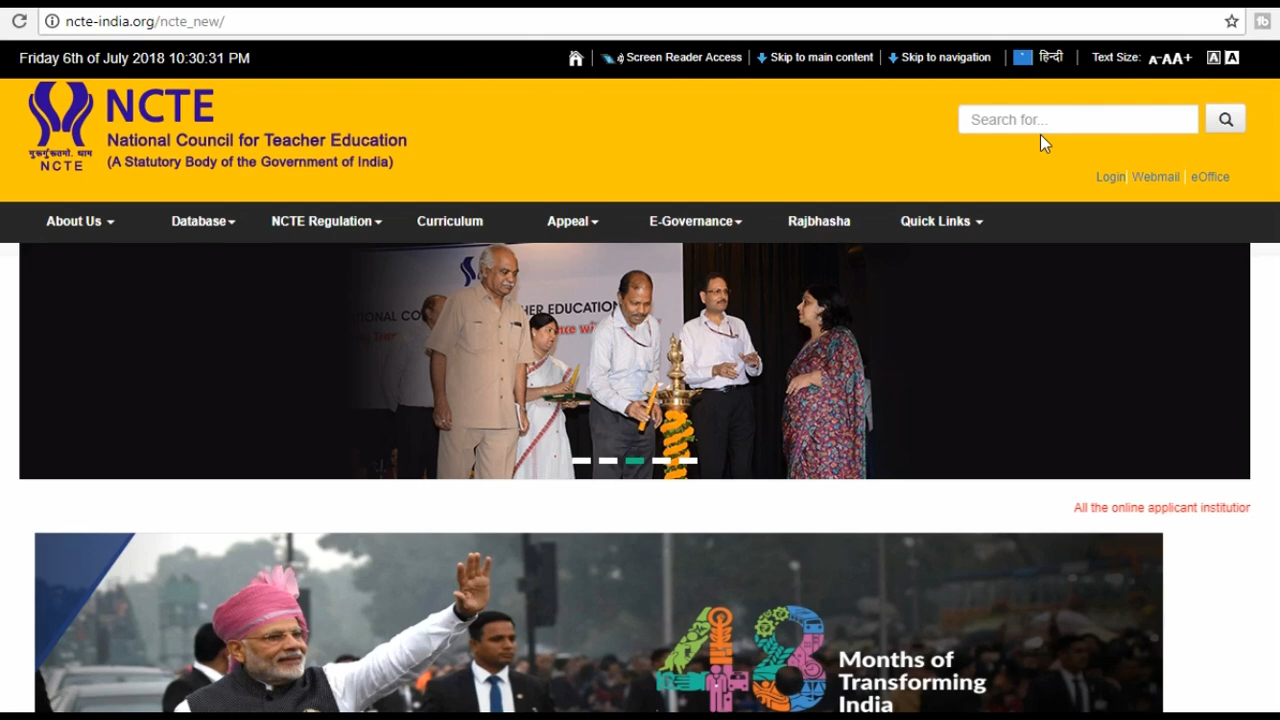 ncte-india.org/ncte_new/
Friday 6th of July 2018 10:30:31 PM
Screen Reader Access
Skip to main content
Skip to navigation
हिन्दी
Text Size: A- A A+
A A
NCTE
National Council for Teacher Education
(A Statutory Body of the Government of India)
NCTE
Search for...
Login Webmail eOffice
About Us
Database
NCTE Regulation
Curriculum
Appeal
E-Governance
Rajbhasha
Quick Links
HER EDUCATION
All the online applicant institution
48
Months of
Transforming
India